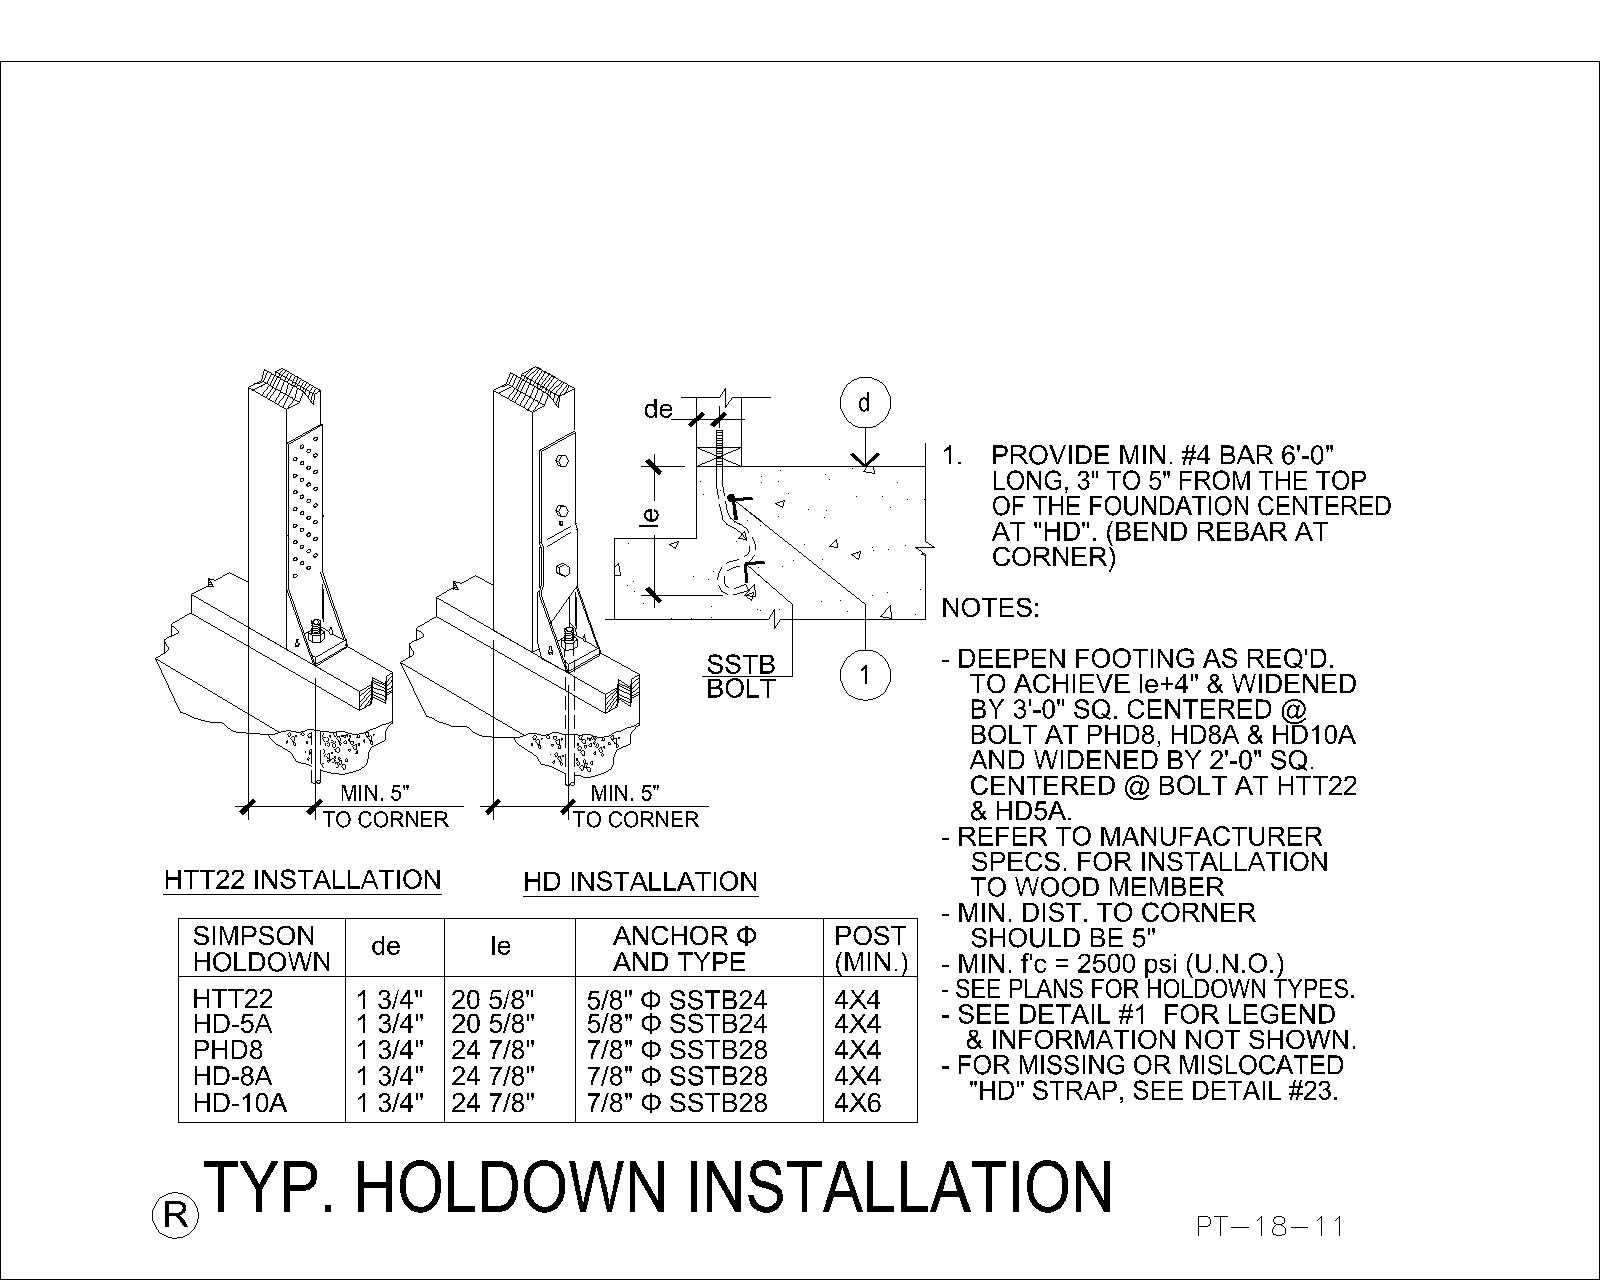 de
d
le
SSTB
BOLT
1
MIN. 5"
TO CORNER
MIN. 5"
TO CORNER
HTT22 INSTALLATION
HD INSTALLATION
SIMPSON HOLDOWN de le ANCHOR Φ AND TYPE POST (MIN.)
HTT22 1 3/4" 20 5/8" 5/8" Φ SSTB24 4X4
HD-5A 1 3/4" 20 5/8" 5/8" Φ SSTB24 4X4
PHD8 1 3/4" 24 7/8" 7/8" Φ SSTB28 4X4
HD-8A 1 3/4" 24 7/8" 7/8" Φ SSTB28 4X4
HD-10A 1 3/4" 24 7/8" 7/8" Φ SSTB28 4X6
1. PROVIDE MIN. #4 BAR 6'-0"
LONG, 3" TO 5" FROM THE TOP
OF THE FOUNDATION CENTERED
AT "HD". (BEND REBAR AT
CORNER)
NOTES:
- DEEPEN FOOTING AS REQ'D.
TO ACHIEVE le+4" & WIDENED
BY 3'-0" SQ. CENTERED @
BOLT AT PHD8, HD8A & HD10A
AND WIDENED BY 2'-0" SQ.
CENTERED @ BOLT AT HTT22
& HD5A.
- REFER TO MANUFACTURER
SPECS. FOR INSTALLATION
TO WOOD MEMBER
- MIN. DIST. TO CORNER
SHOULD BE 5"
- MIN. f'c = 2500 psi (U.N.O.)
- SEE PLANS FOR HOLDOWN TYPES.
- SEE DETAIL #1 FOR LEGEND
& INFORMATION NOT SHOWN.
- FOR MISSING OR MISLOCATED
"HD" STRAP, SEE DETAIL #23.
R TYP. HOLDOWN INSTALLATION
PT-18-11